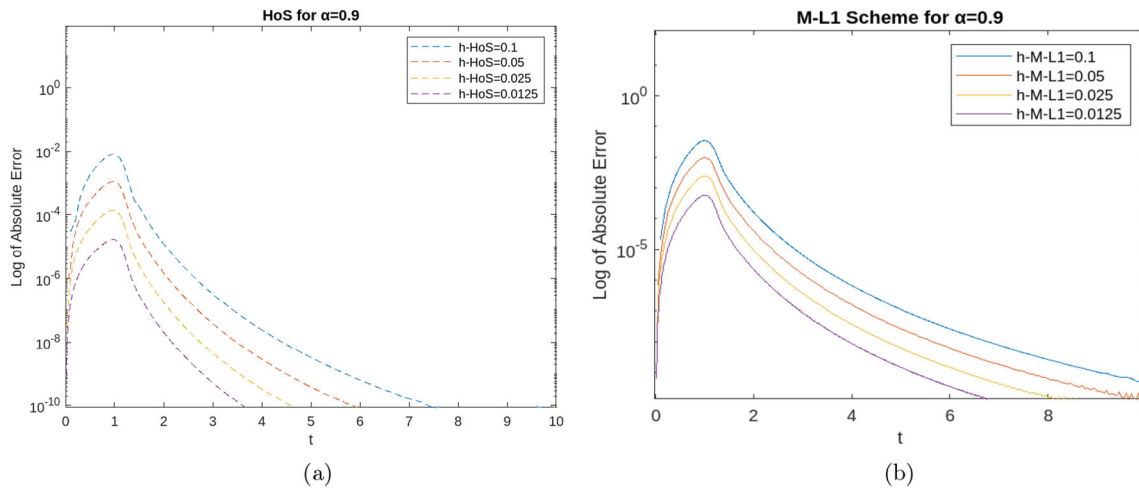 HoS for α=0.9
h-HoS=0.1
h-HoS=0.05
h-HoS=0.025
h-HoS=0.0125
Log of Absolute Error
10^0
10^-2
10^-4
10^-6
10^-8
10^-10
0 1 2 3 4 5 6 7 8 9 10
t
(a)
M-L1 Scheme for α=0.9
h-M-L1=0.1
h-M-L1=0.05
h-M-L1=0.025
h-M-L1=0.0125
Log of Absolute Error
10^0
10^-5
0 2 4 6 8
t
(b)